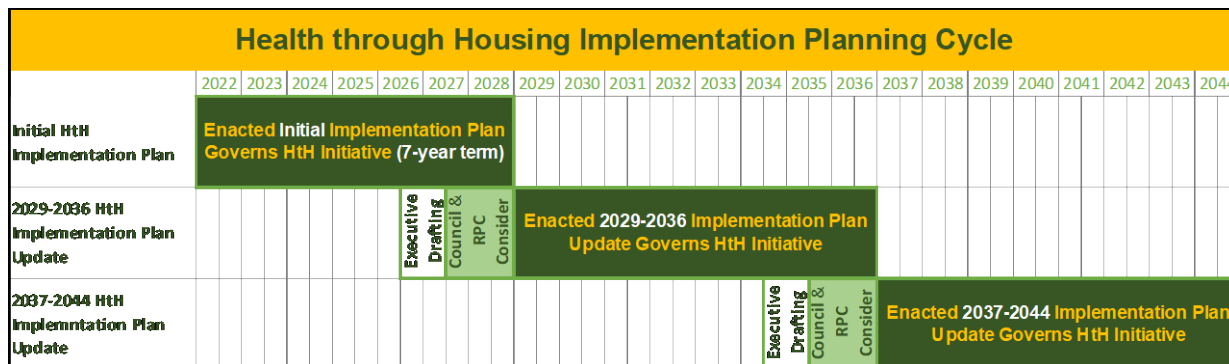 Health through Housing Implementation Planning Cycle
2022 2023 2024 2025 2026 2027 2028 2029 2030 2031 2032 2033 2034 2035 2036 2037 2038 2039 2040 2041 2042 2043 2044
Initial HtH
Implementation Plan
Enacted Initial Implementation Plan
Governs HtH Initiative (7-year term)
2029-2036 HtH
Implementation Plan
Update
Executive
Drafting
Council &
RPC
Consider
Enacted 2029-2036 Implementation Plan
Update Governs HtH Initiative
2037-2044 HtH
Implemntation Plan
Update
Executive
Drafting
Council &
RPC
Consider
Enacted 2037-2044 Implementation Plan
Update Governs HtH Initiative